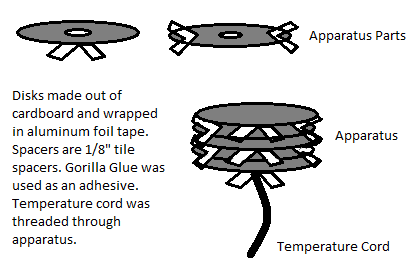 Apparatus Parts
Disks made out of
cardboard and wrapped
in aluminum foil tape.
Spacers are 1/8" tile
spacers. Gorilla Glue was
used as an adhesive.
Temperature cord was
threaded through
apparatus.
Apparatus
Temperature Cord